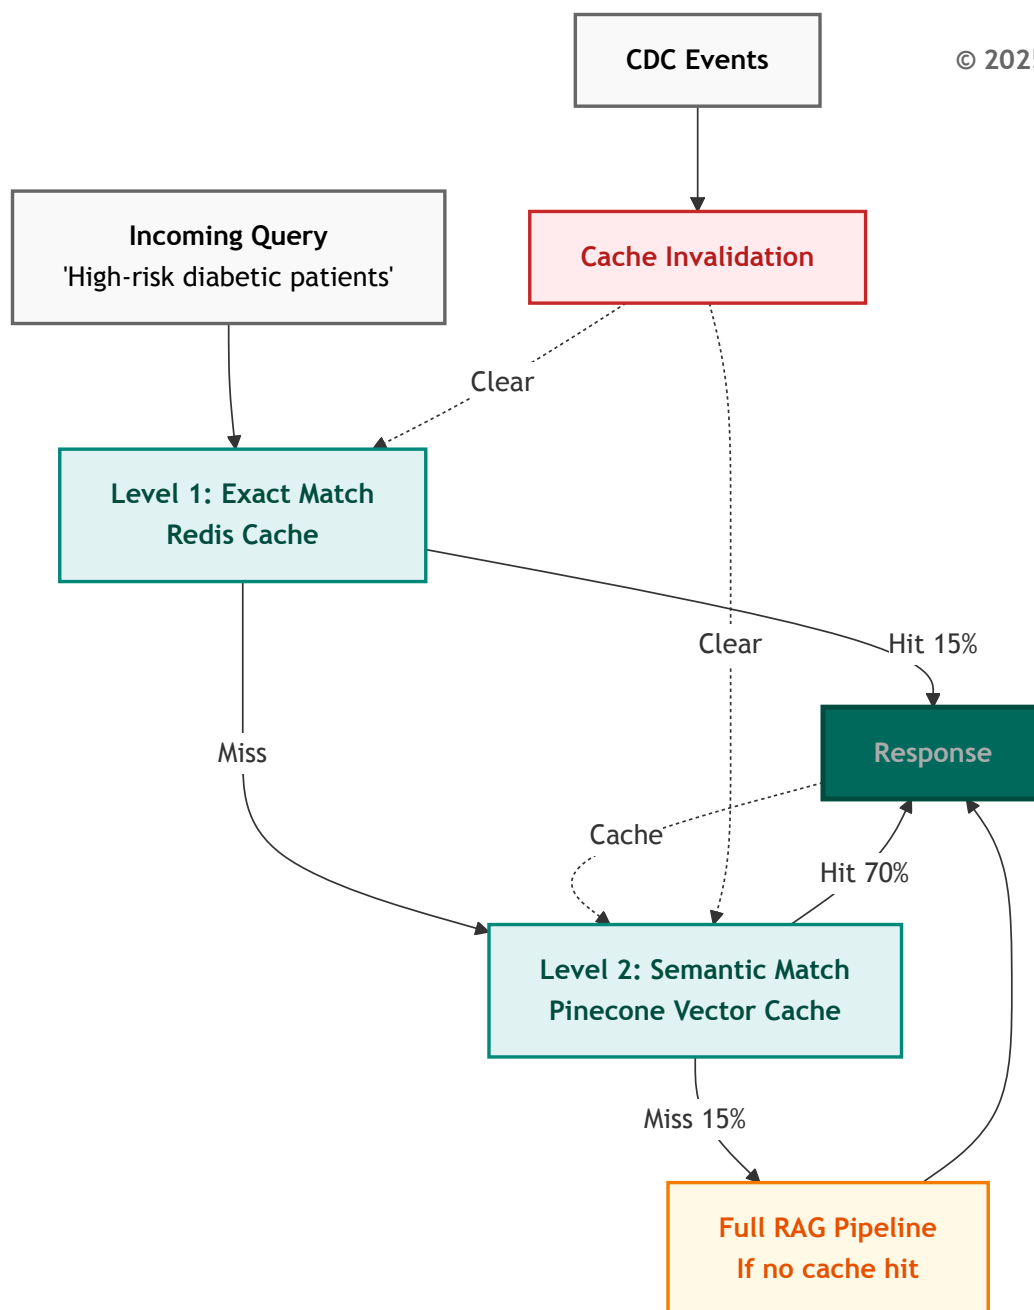 CDC Events
© 202
Incoming Query
'High-risk diabetic patients'
Cache Invalidation
Clear
Level 1: Exact Match
Redis Cache
Clear
Hit 15%
Miss
Response
Cache
Hit 70%
Level 2: Semantic Match
Pinecone Vector Cache
Miss 15%
Full RAG Pipeline
If no cache hit